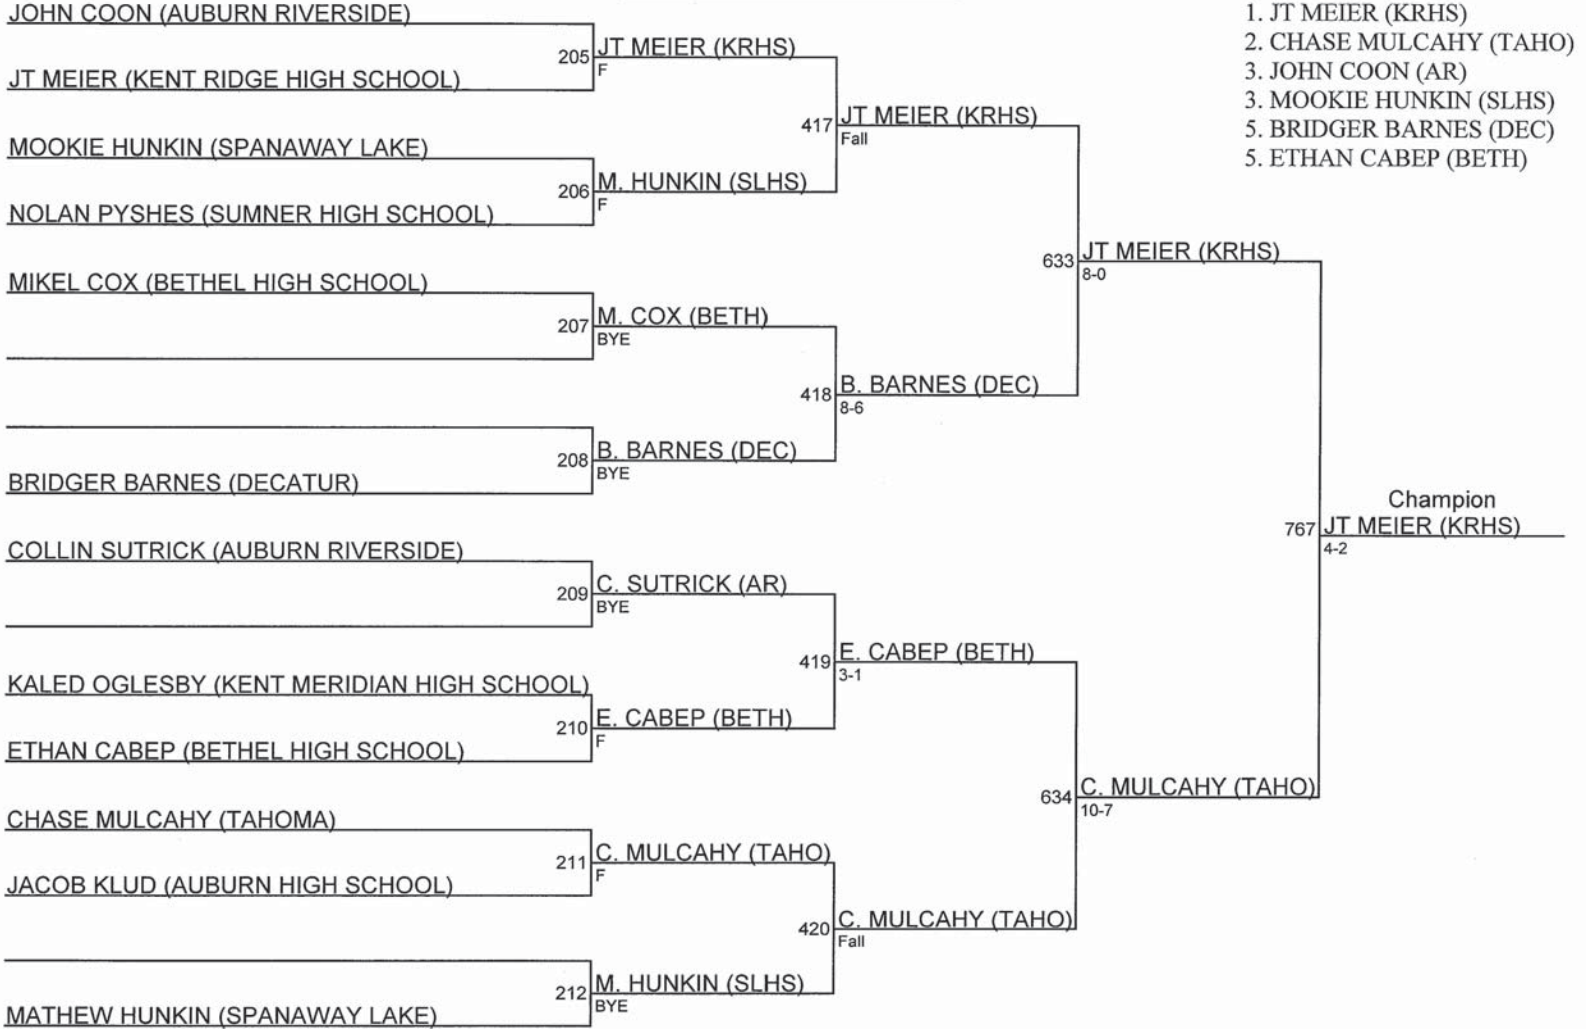 JOHN COON (AUBURN RIVERSIDE)
205 JT MEIER (KRHS)
F
JT MEIER (KENT RIDGE HIGH SCHOOL)
417 JT MEIER (KRHS)
Fall
MOOKIE HUNKIN (SPANAWAY LAKE)
206 M. HUNKIN (SLHS)
F
NOLAN PYSHES (SUMNER HIGH SCHOOL)
633 JT MEIER (KRHS)
8-0
MIKEL COX (BETHEL HIGH SCHOOL)
207 M. COX (BETH)
BYE
418 B. BARNES (DEC)
8-6
208 B. BARNES (DEC)
BYE
BRIDGER BARNES (DECATUR)
Champion
767 JT MEIER (KRHS)
4-2
COLLIN SUTRICK (AUBURN RIVERSIDE)
209 C. SUTRICK (AR)
BYE
419 E. CABEP (BETH)
3-1
KALED OGLESBY (KENT MERIDIAN HIGH SCHOOL)
210 E. CABEP (BETH)
F
ETHAN CABEP (BETHEL HIGH SCHOOL)
634 C. MULCAHY (TAHO)
10-7
CHASE MULCAHY (TAHOMA)
211 C. MULCAHY (TAHO)
F
JACOB KLUD (AUBURN HIGH SCHOOL)
420 C. MULCAHY (TAHO)
Fall
212 M. HUNKIN (SLHS)
BYE
MATHEW HUNKIN (SPANAWAY LAKE)
1. JT MEIER (KRHS)
2. CHASE MULCAHY (TAHO)
3. JOHN COON (AR)
3. MOOKIE HUNKIN (SLHS)
5. BRIDGER BARNES (DEC)
5. ETHAN CABEP (BETH)